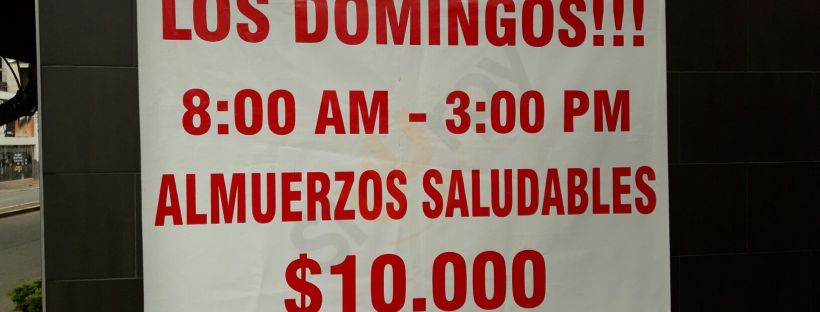 LOS DOMINGOS!!!
8:00 AM - 3:00 PM
ALMUERZOS SALUDABLES
$10.000